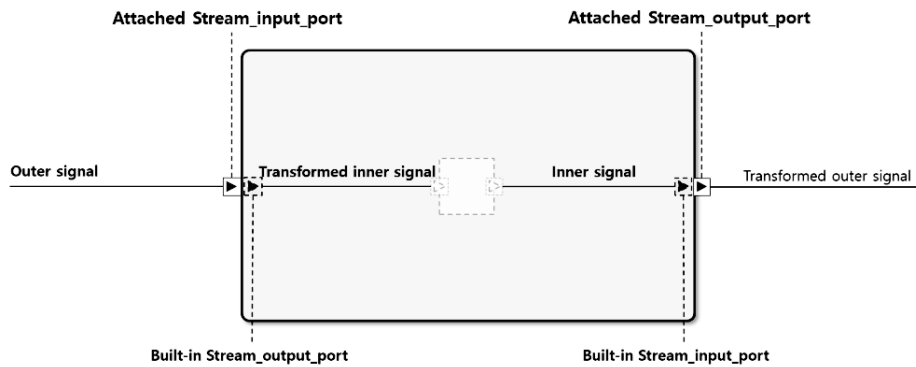 Attached Stream_input_port
Attached Stream_output_port
Outer signal
Transformed inner signal
Inner signal
Transformed outer signal
Built-in Stream_output_port
Built-in Stream_input_port